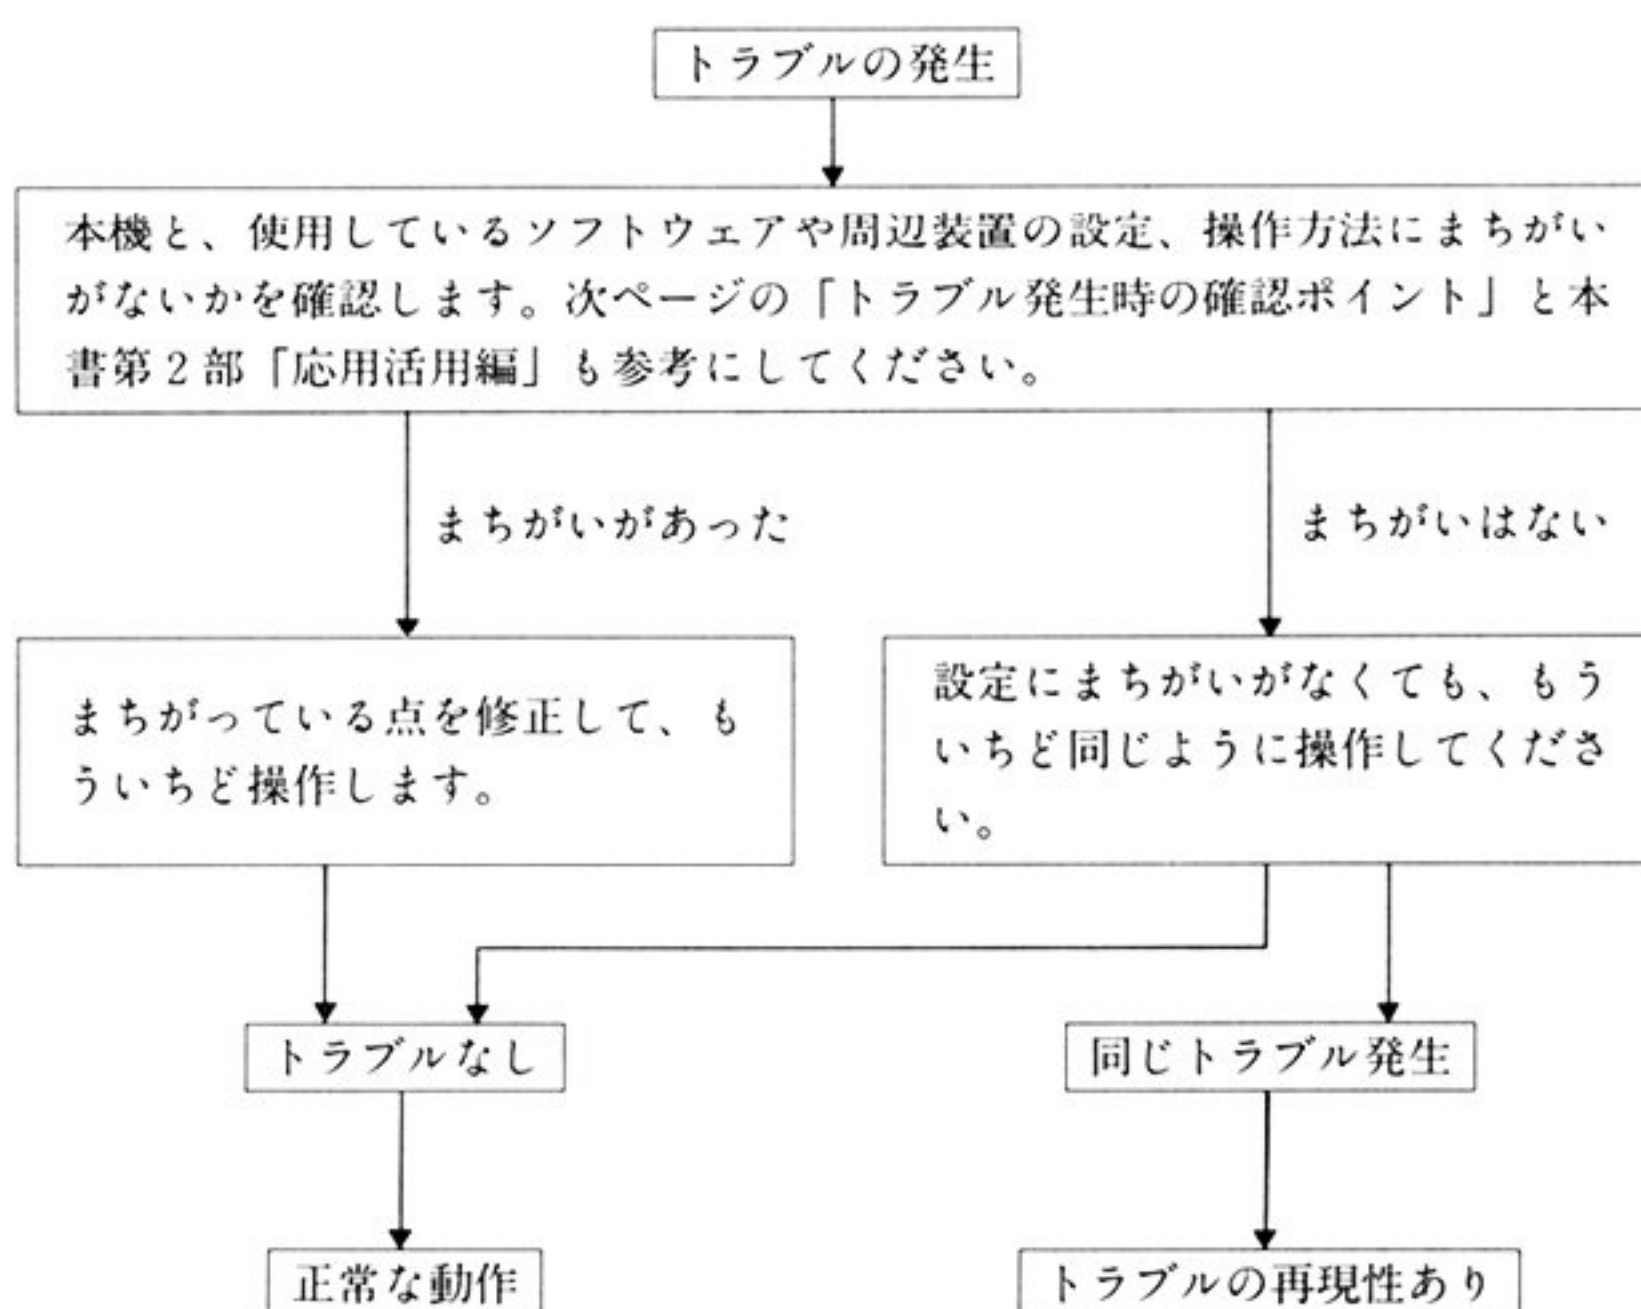 トラブルの発生
本機と、使用しているソフトウェアや周辺装置の設定、操作方法にまちがい
がないかを確認します。次ページの「トラブル発生時の確認ポイント」と本
書第2部「応用活用編」も参考にしてください。
まちがいがあった
まちがいはない
まちがっている点を修正して、も
ういちど操作します。
設定にまちがいがなくても、もう
いちど同じように操作してくださ
い。
トラブルなし
同じトラブル発生
正常な動作
トラブルの再現性あり